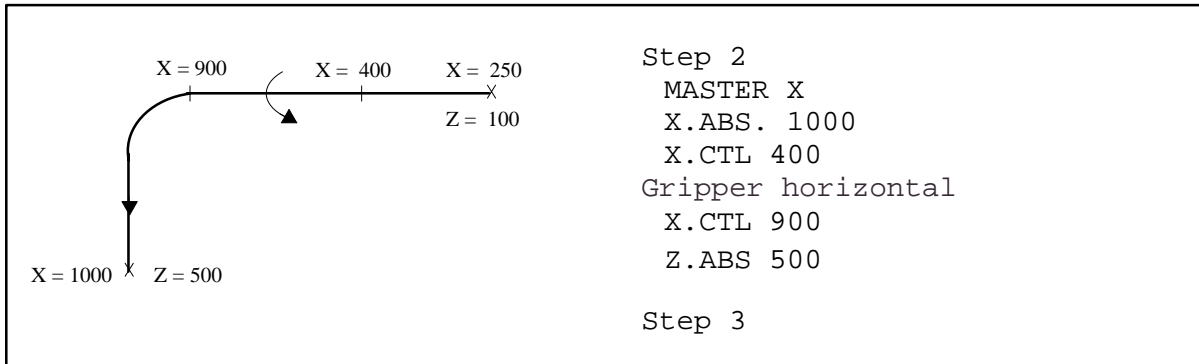 X = 900
X = 400
X = 250
Z = 100
X = 1000
Z = 500
Step 2
MASTER X
X.ABS. 1000
X.CTL 400
Gripper horizontal
X.CTL 900
Z.ABS 500
Step 3